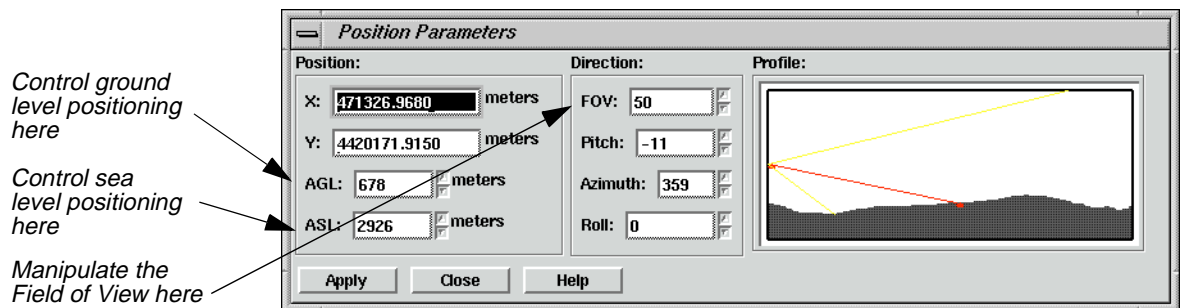 Position Parameters
Position:
Direction:
Profile:
X: 471326.9680 meters
FOV: 50
Y: 4420171.9150 meters
Pitch: -11
AGL: 678 meters
Azimuth: 359
ASL: 2926 meters
Roll: 0
Apply Close Help
Control ground
level positioning
here
Control sea
level positioning
here
Manipulate the
Field of View here